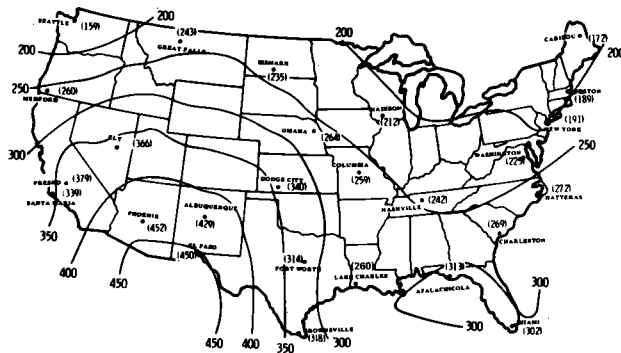 200
CARIBOU (172)
SEATTLE (159)
(243)
GREAT FALLS
200
200
200
BISMARK
(235)
250
(260)
MEDFORD
MADISON
(212)
BOSTON
(189)
(191)
NEW YORK
OMAHA (264)
300
ELY
(366)
WASHINGTON
(225)
250
COLUMBIA
(259)
DODGE CITY
(340)
FRESNO (379)
(339)
SANTA MARIA
(272)
HATTERAS
(242)
NASHVILLE
ALBUQUERQUE
(429)
PHOENIX
(452)
(269)
CHARLESTON
350
EL PASO
(450)
(314)
FORT WORTH
(260)
LAKE CHARLES
(313)
APALACHICOLA
400
450
300
300
BROWNSVILLE
(318)
MIAMI
(302)
450
400
350
300